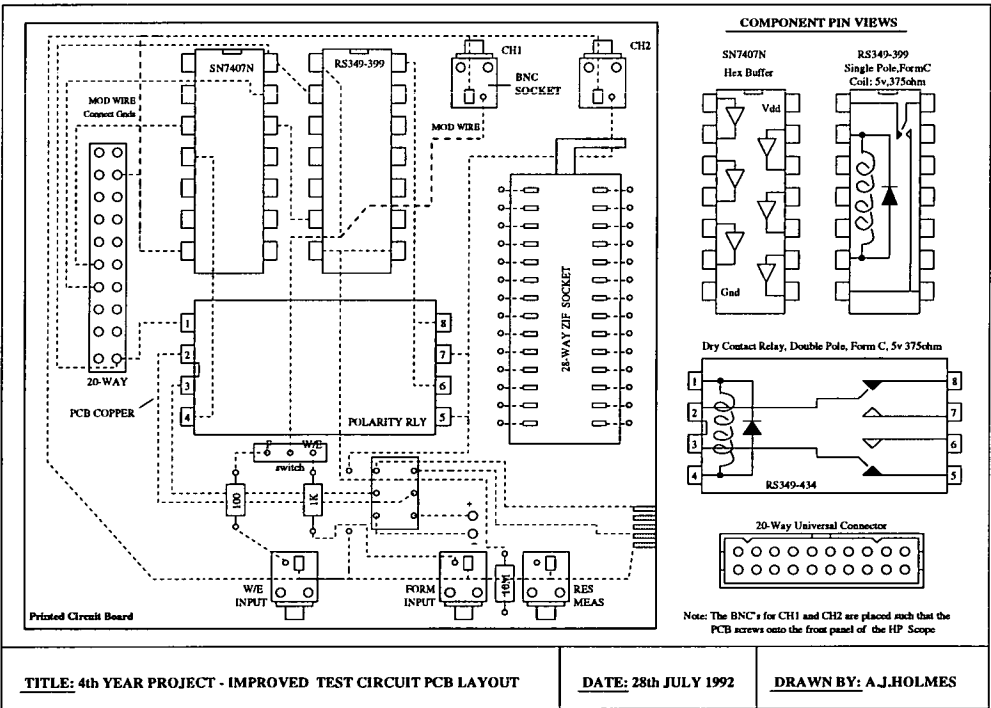 CH1
CH2
SN7407N
RS349-399
BNC
SOCKET
MOD WIRE
Connect Gnds
MOD WIRE
28-WAY ZIF SOCKET
20-WAY
PCB COPPER
1
2
3
4
8
7
6
5
POLARITY RLY
P W/E
switch
100
1K
+
-
10M
W/E
INPUT
FORM
INPUT
RES
MEAS
Printed Circuit Board
COMPONENT PIN VIEWS
SN7407N
Hex Buffer
RS349-399
Single Pole,FormC
Coil: 5v,375ohm
Vdd
Gnd
Dry Contact Relay, Double Pole, Form C, 5v 375ohm
1
2
3
4
8
7
6
5
RS349-434
20-Way Universal Connector
Note: The BNC's for CH1 and CH2 are placed such that the
PCB screws onto the front panel of the HP Scope
TITLE: 4th YEAR PROJECT - IMPROVED TEST CIRCUIT PCB LAYOUT
DATE: 28th JULY 1992
DRAWN BY: A.J.HOLMES